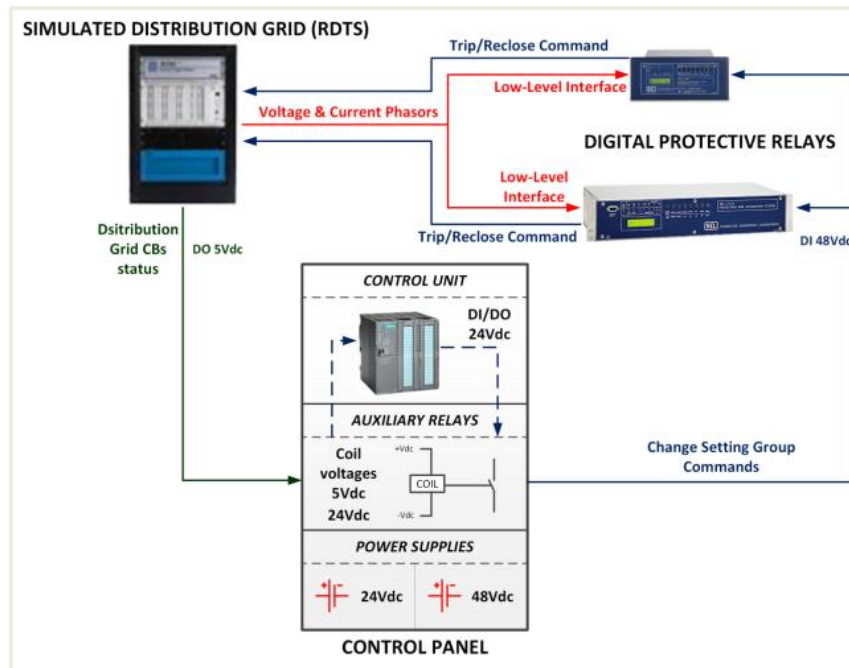 SIMULATED DISTRIBUTION GRID (RDTS)
Trip/Reclose Command
Low-Level Interface
Voltage & Current Phasors
DIGITAL PROTECTIVE RELAYS
Low-Level
Interface
Trip/Reclose Command
DI 48Vdc
Dsitribution
Grid CBs
status
DO 5Vdc
CONTROL UNIT
DI/DO
24Vdc
AUXILIARY RELAYS
Coil
voltages
5Vdc
24Vdc
+Vdc
COIL
-Vdc
Change Setting Group
Commands
POWER SUPPLIES
+ -
24Vdc
+ -
48Vdc
CONTROL PANEL